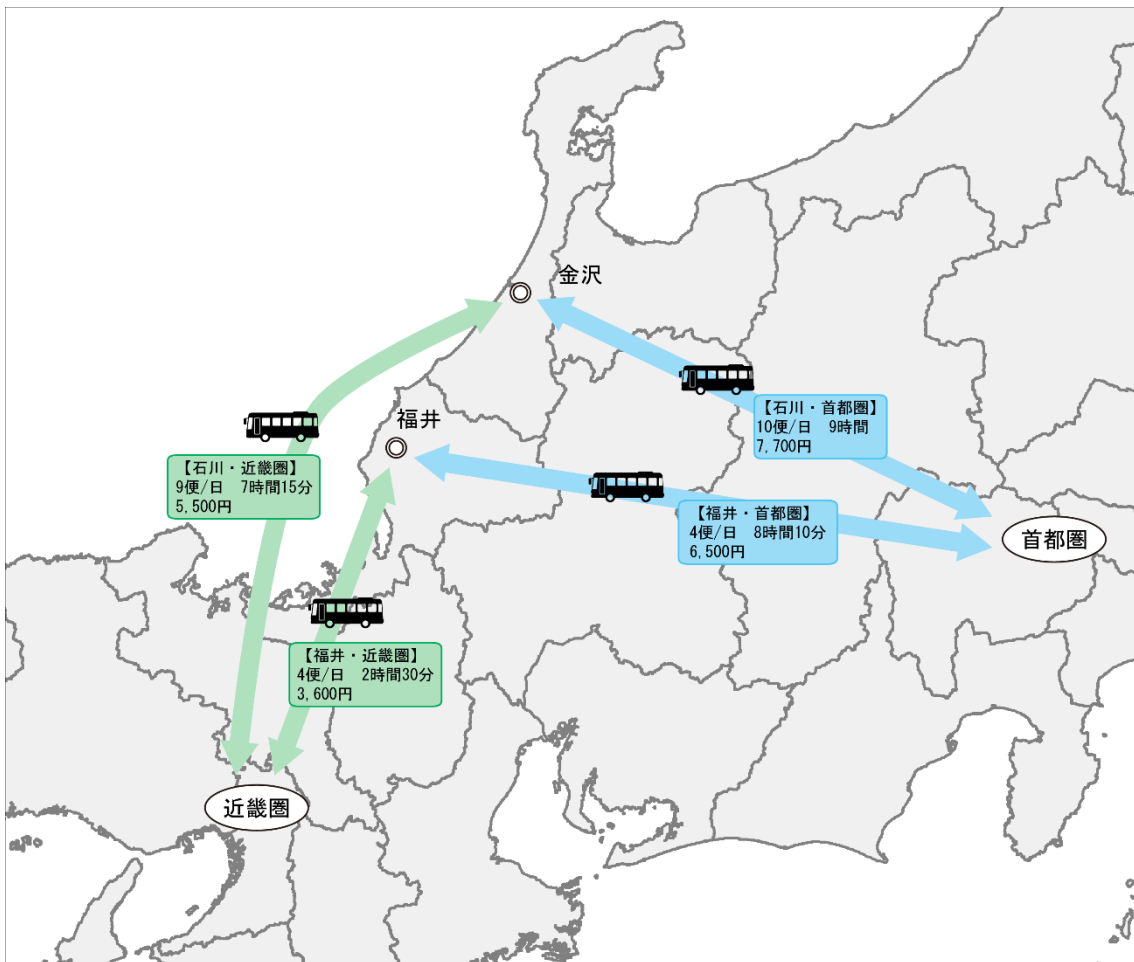 金沢
【石川・首都圏】
10便/日　9時間
7,700円
福井
【石川・近畿圏】
9便/日　7時間15分
5,500円
【福井・首都圏】
4便/日　8時間10分
6,500円
首都圏
【福井・近畿圏】
4便/日　2時間30分
3,600円
近畿圏